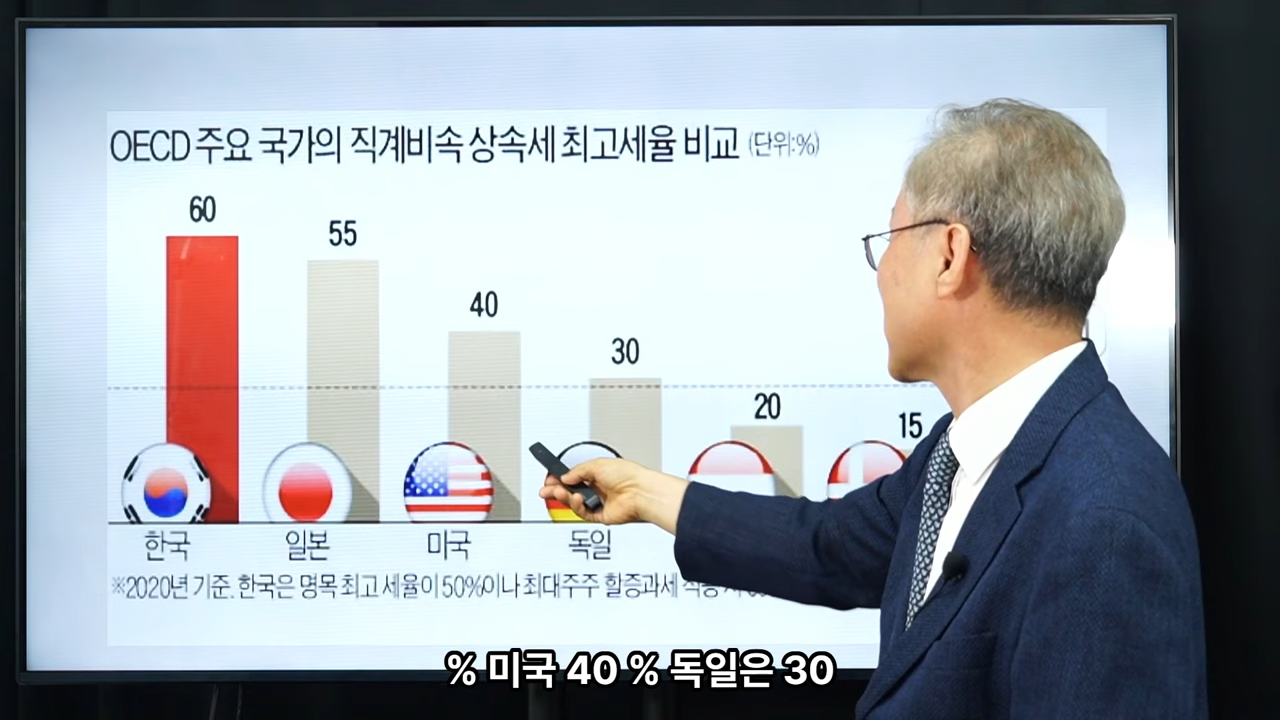 OECD 주요 국가의 직계비속 상속세 최고세율 비교 (단위:%)
60
55
40
30
20
15
한국
일본
미국
독일
※2020년 기준. 한국은 명목 최고 세율이 50%이나 최대주주 할증과세
% 미국 40 % 독일은 30